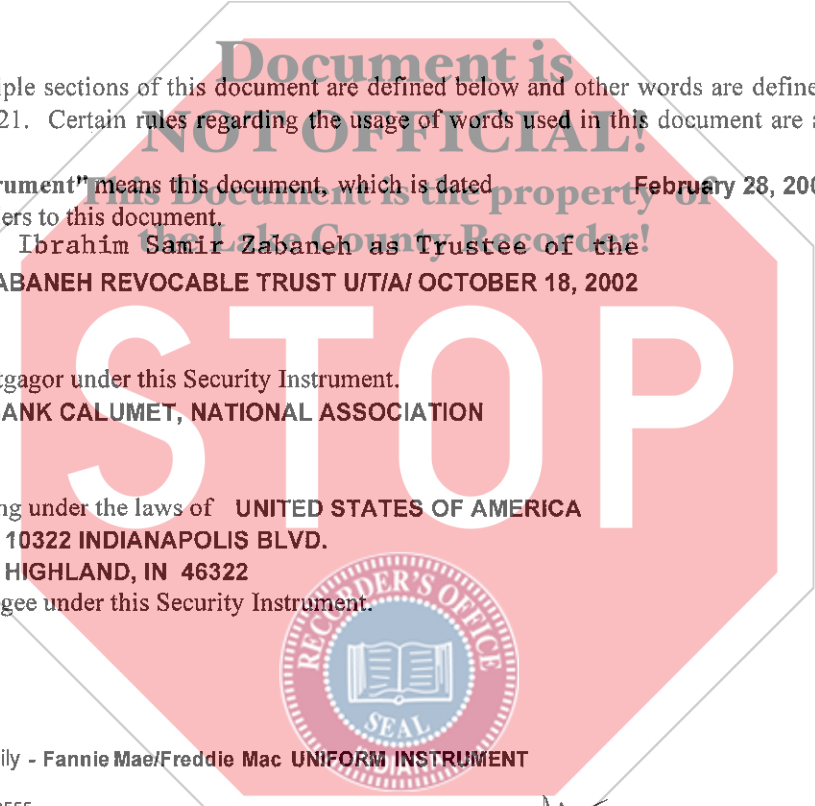 Document is
iple sections of this document are defined below and other words are define
NOT OFFICIAL!
21. Certain rules regarding the usage of words used in this document are a
This Document is the property of
rument" means this document, which is dated February 28, 200
ers to this document.
the Lake County Recorder!
Ibrahim Samir Zabaneh as Trustee of the
ABANEH REVOCABLE TRUST U/T/A/ OCTOBER 18, 2002
STOP
tgagor under this Security Instrument.
ANK CALUMET, NATIONAL ASSOCIATION
ng under the laws of UNITED STATES OF AMERICA
10322 INDIANAPOLIS BLVD.
HIGHLAND, IN 46322
gee under this Security Instrument.
RECORDER'S OFFICE
SEAL
INDIANA
ily - Fannie Mae/Freddie Mac UNIFORM INSTRUMENT